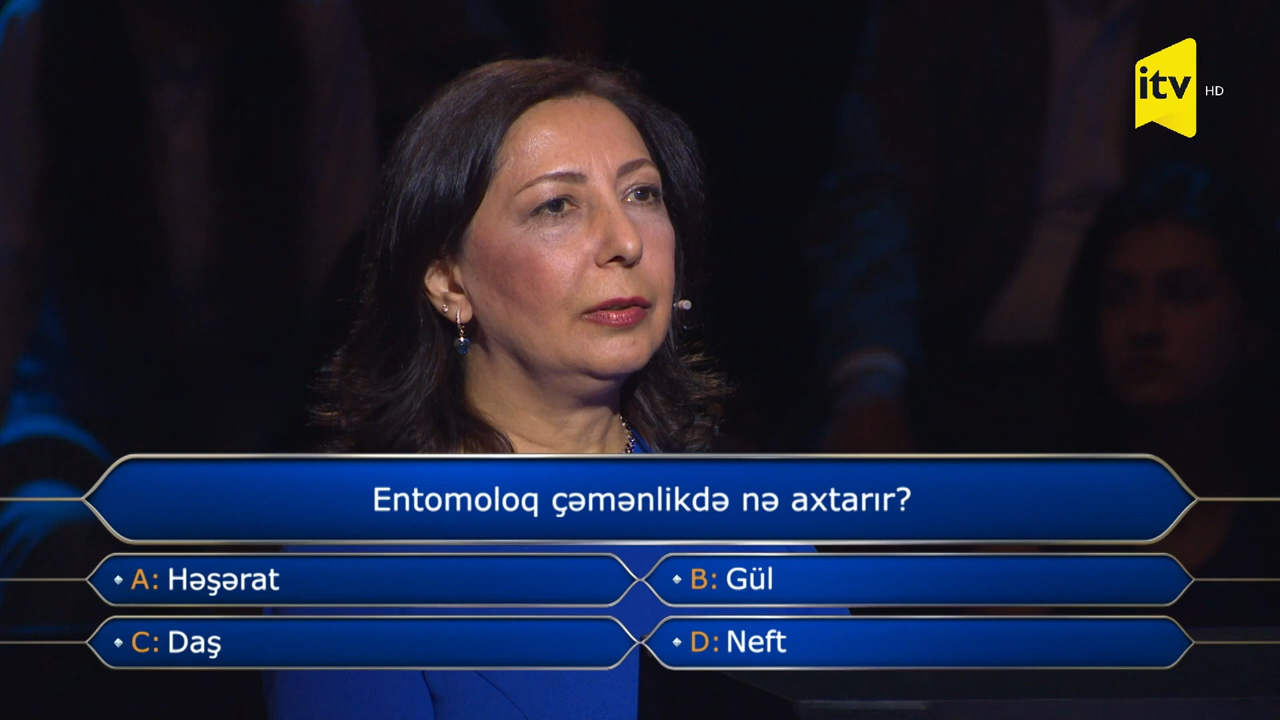 itv HD
Entomoloq çəmənlikdə nə axtarır?
A: Həşərat
B: Gül
C: Daş
D: Neft